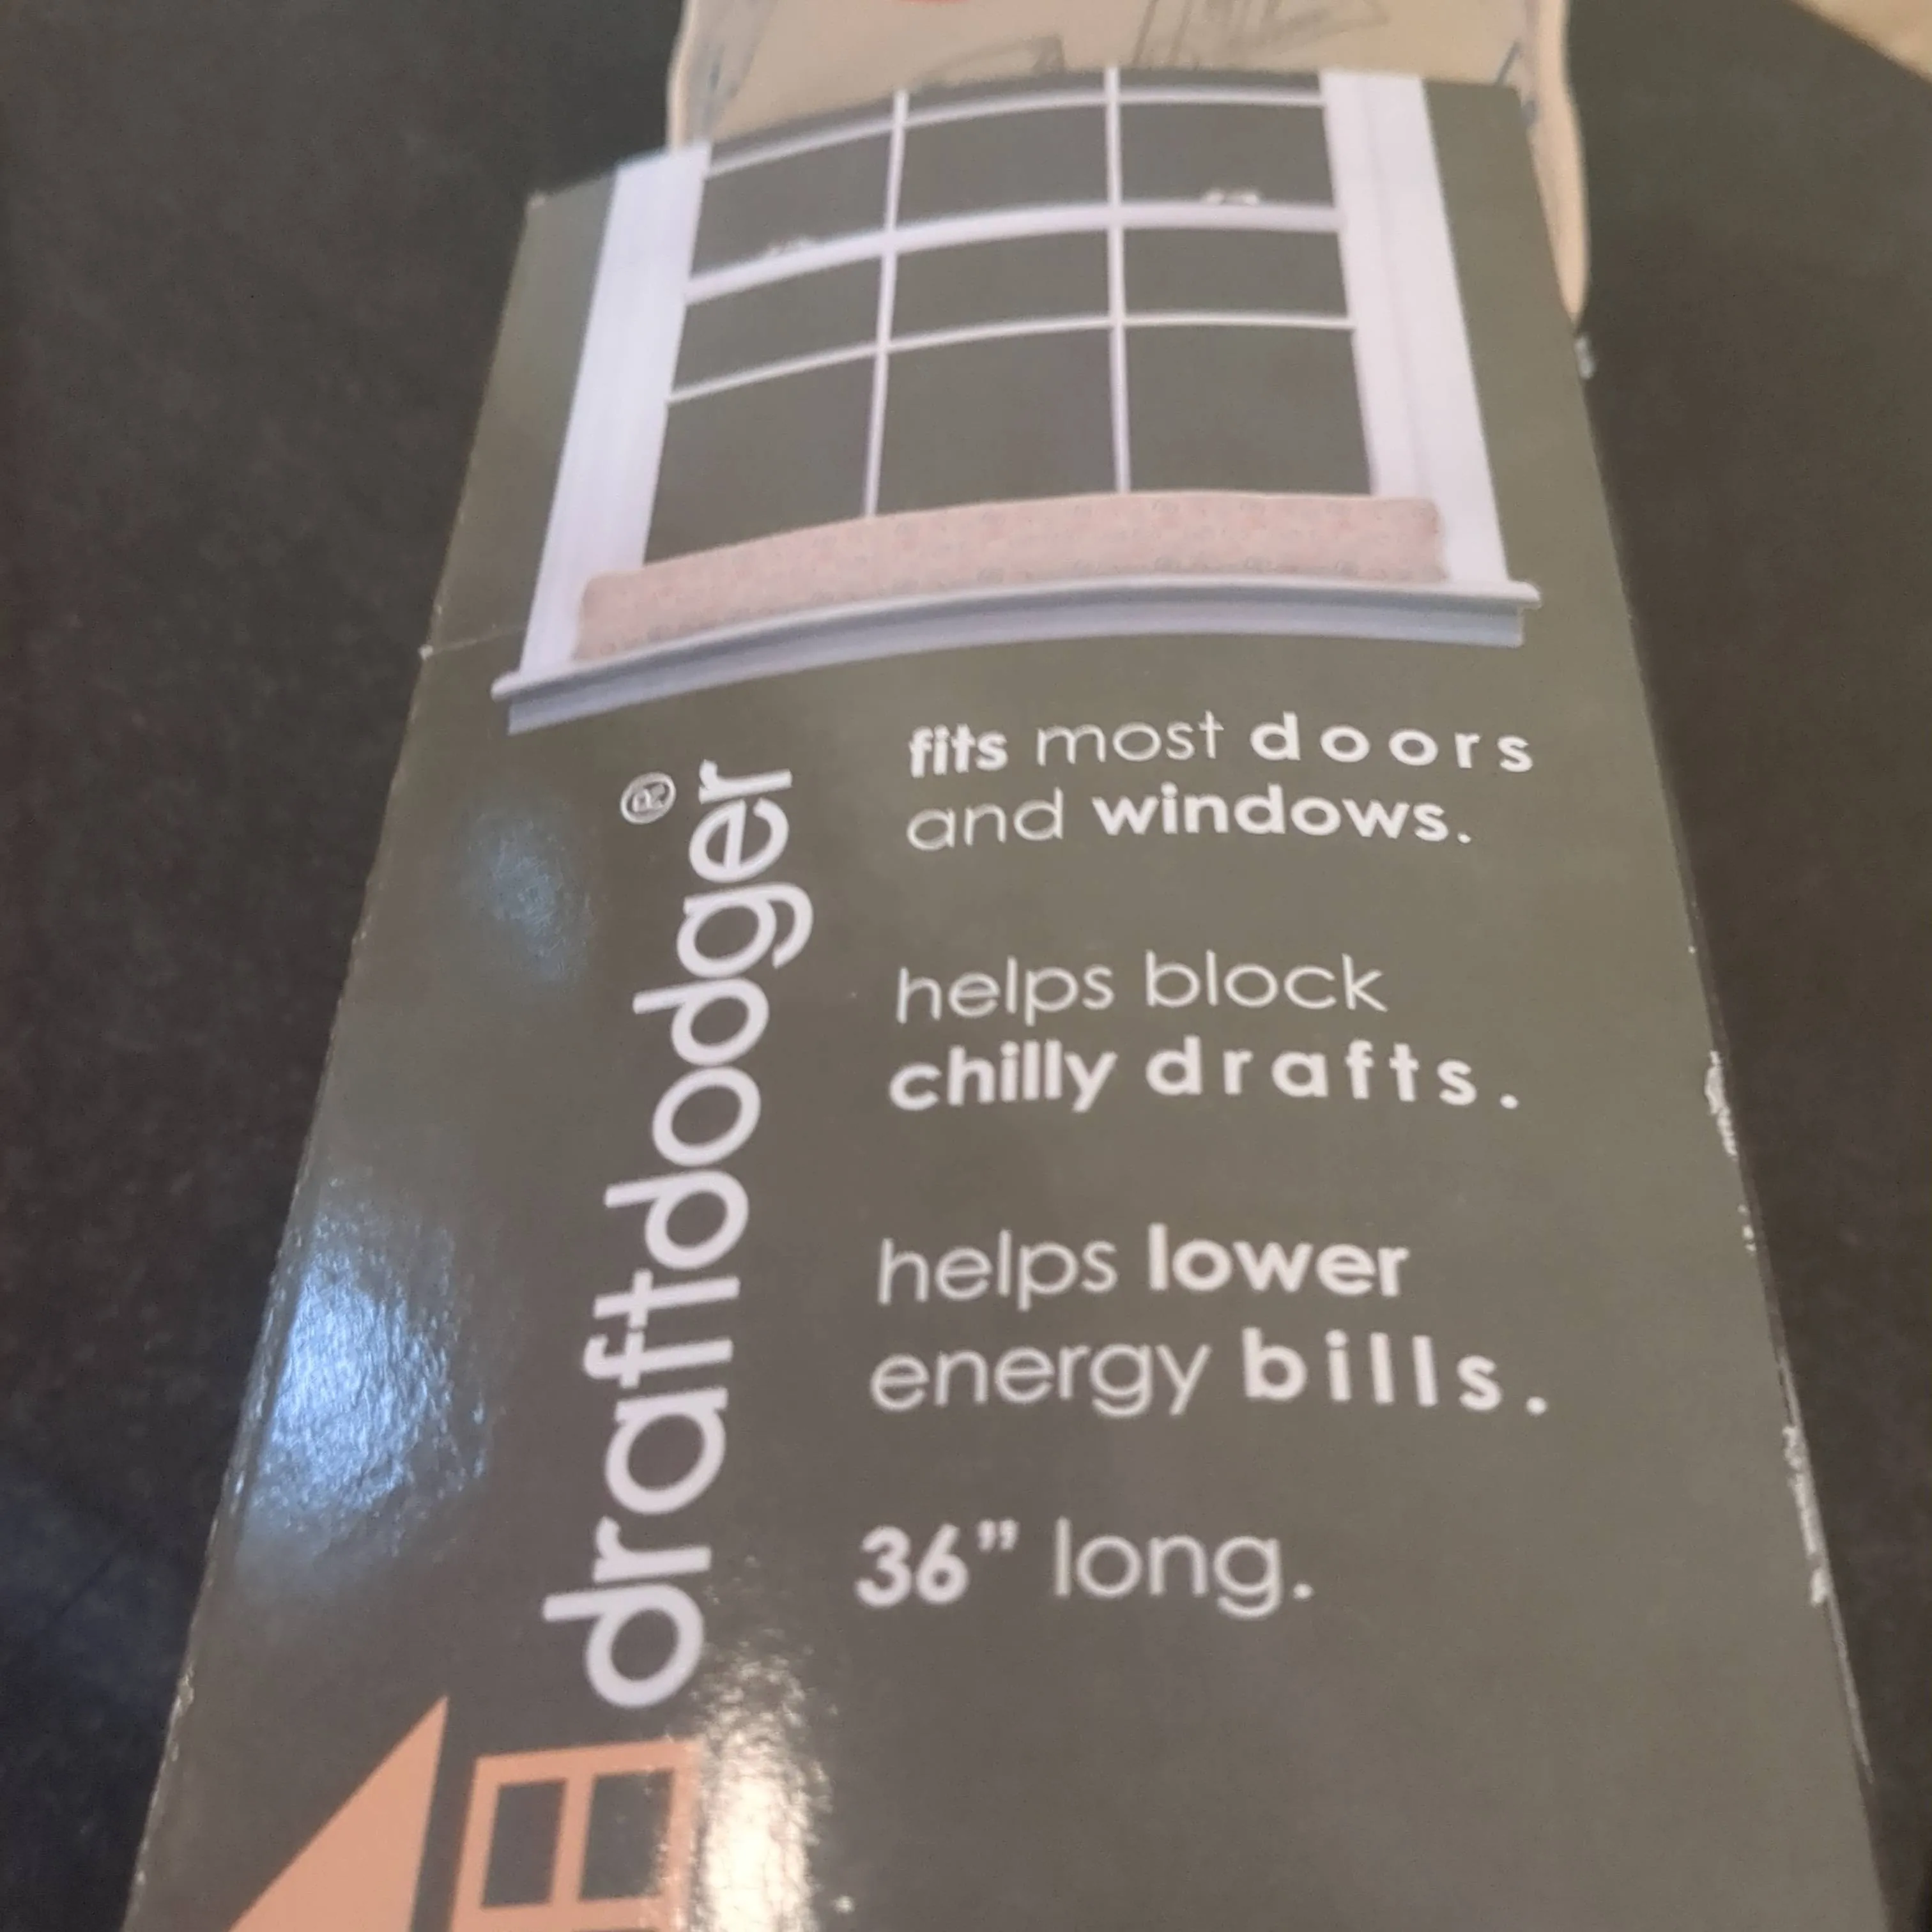 draftdodger®
fits most doors
and windows.
helps block
chilly drafts.
helps lower
energy bills.
36” long.